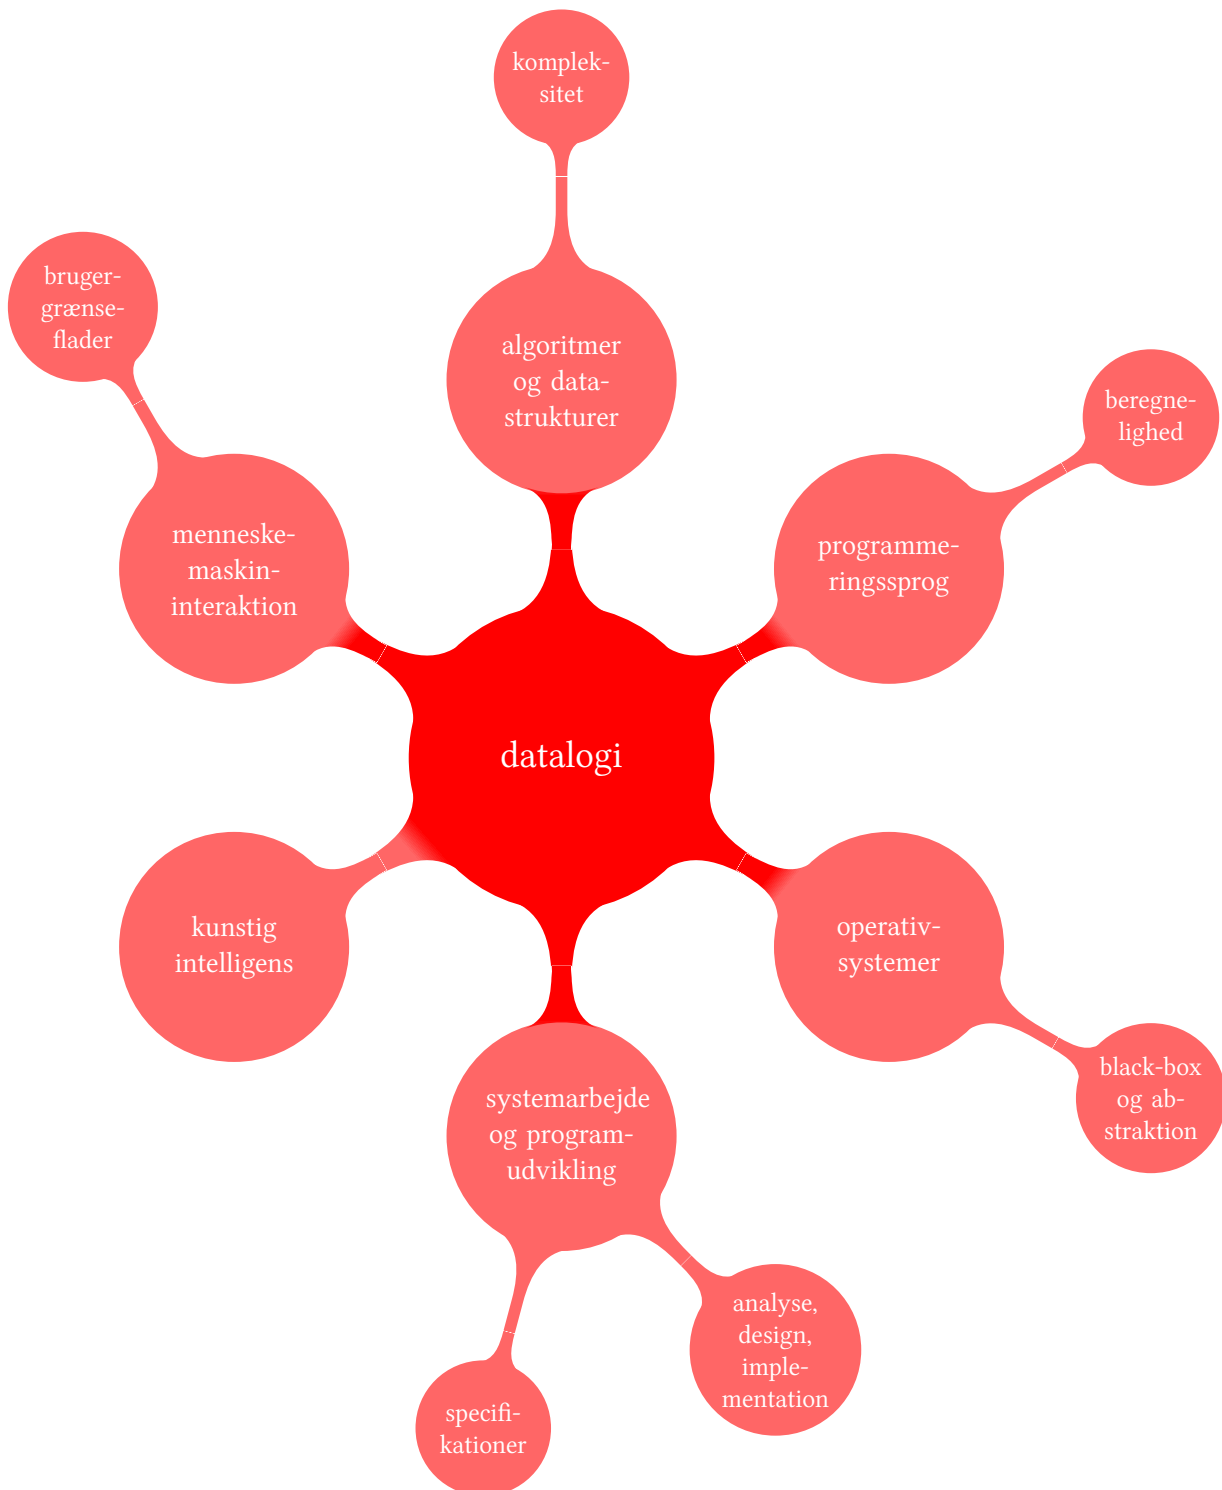 komplek-
sitet
bruger-
grænse-
flader
algoritmer
og data-
strukturer
beregne-
lighed
menneske-
maskin-
interaktion
programme-
ringssprog
datalogi
kunstig
intelligens
operativ-
systemer
black-box
og ab-
straktion
systemarbejde
og program-
udvikling
analyse,
design,
imple-
mentation
specifi-
kationer